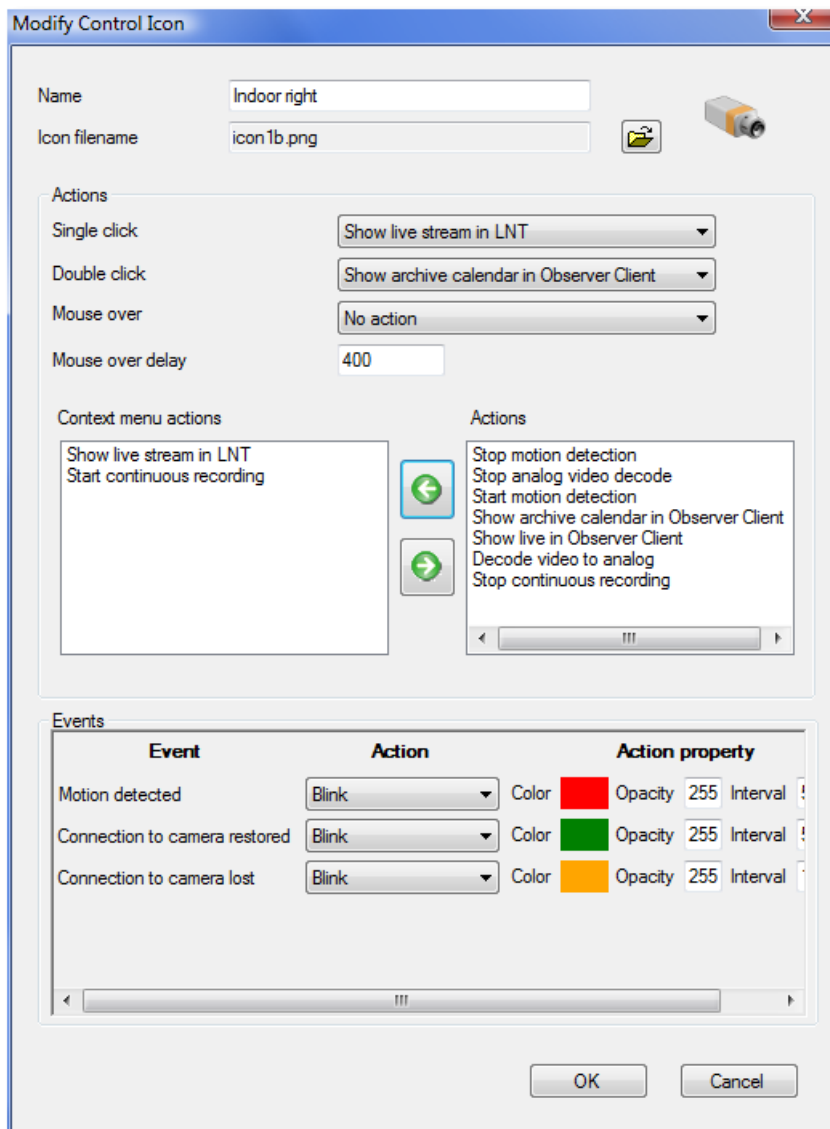 Modify Control Icon
Name Indoor right
Icon filename icon1b.png
Actions
Single click Show live stream in LNT
Double click Show archive calendar in Observer Client
Mouse over No action
Mouse over delay 400
Context menu actions Actions
Show live stream in LNT
Start continuous recording
Stop motion detection
Stop analog video decode
Start motion detection
Show archive calendar in Observer Client
Show live in Observer Client
Decode video to analog
Stop continuous recording
Events
Event Action Action property
Motion detected Blink Color Opacity 255 Interval
Connection to camera restored Blink Color Opacity 255 Interval
Connection to camera lost Blink Color Opacity 255 Interval
OK Cancel